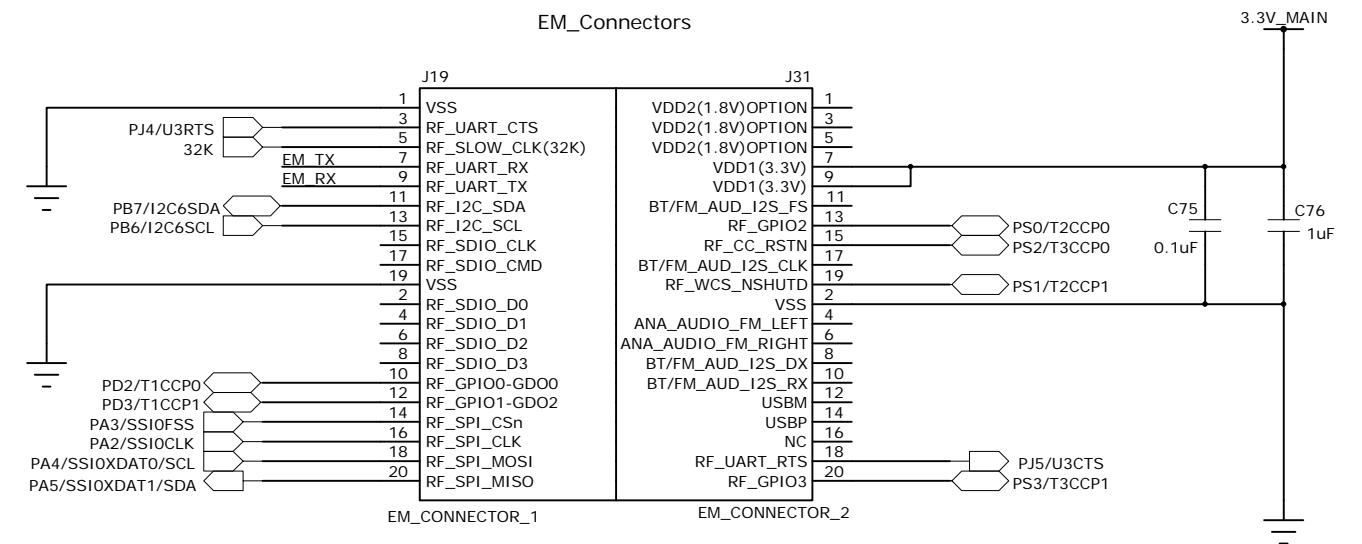 EM_Connectors
3.3V_MAIN
J19 J31
1 VSS VDD2(1.8V)OPTION 1
PJ4/U3RTS 3 RF_UART_CTS VDD2(1.8V)OPTION 3
32K 5 RF_SLOW_CLK(32K) VDD2(1.8V)OPTION 5
EM_TX 7 RF_UART_RX VDD1(3.3V) 7
EM_RX 9 RF_UART_TX VDD1(3.3V) 9
PB7/I2C6SDA 11 RF_I2C_SDA BT/FM_AUD_I2S_FS 11
C75 C76
PB6/I2C6SCL 13 RF_I2C_SCL RF_GPIO2 13 PS0/T2CCP0
0.1uF 1uF
15 RF_SDIO_CLK RF_CC_RSTN 15 PS2/T3CCP0
17 RF_SDIO_CMD BT/FM_AUD_I2S_CLK 17
19 VSS RF_WCS_NSHUTD 19 PS1/T2CCP1
2 RF_SDIO_D0 VSS 2
4 RF_SDIO_D1 ANA_AUDIO_FM_LEFT 4
6 RF_SDIO_D2 ANA_AUDIO_FM_RIGHT 6
8 RF_SDIO_D3 BT/FM_AUD_I2S_DX 8
PD2/T1CCP0 10 RF_GPIO0-GDO0 BT/FM_AUD_I2S_RX 10
PD3/T1CCP1 12 RF_GPIO1-GDO2 USBM 12
PA3/SSI0FSS 14 RF_SPI_CSn USBP 14
PA2/SSI0CLK 16 RF_SPI_CLK NC 16
PA4/SSI0XDAT0/SCL 18 RF_SPI_MOSI RF_UART_RTS 18 PJ5/U3CTS
PA5/SSI0XDAT1/SDA 20 RF_SPI_MISO RF_GPIO3 20 PS3/T3CCP1
EM_CONNECTOR_1 EM_CONNECTOR_2